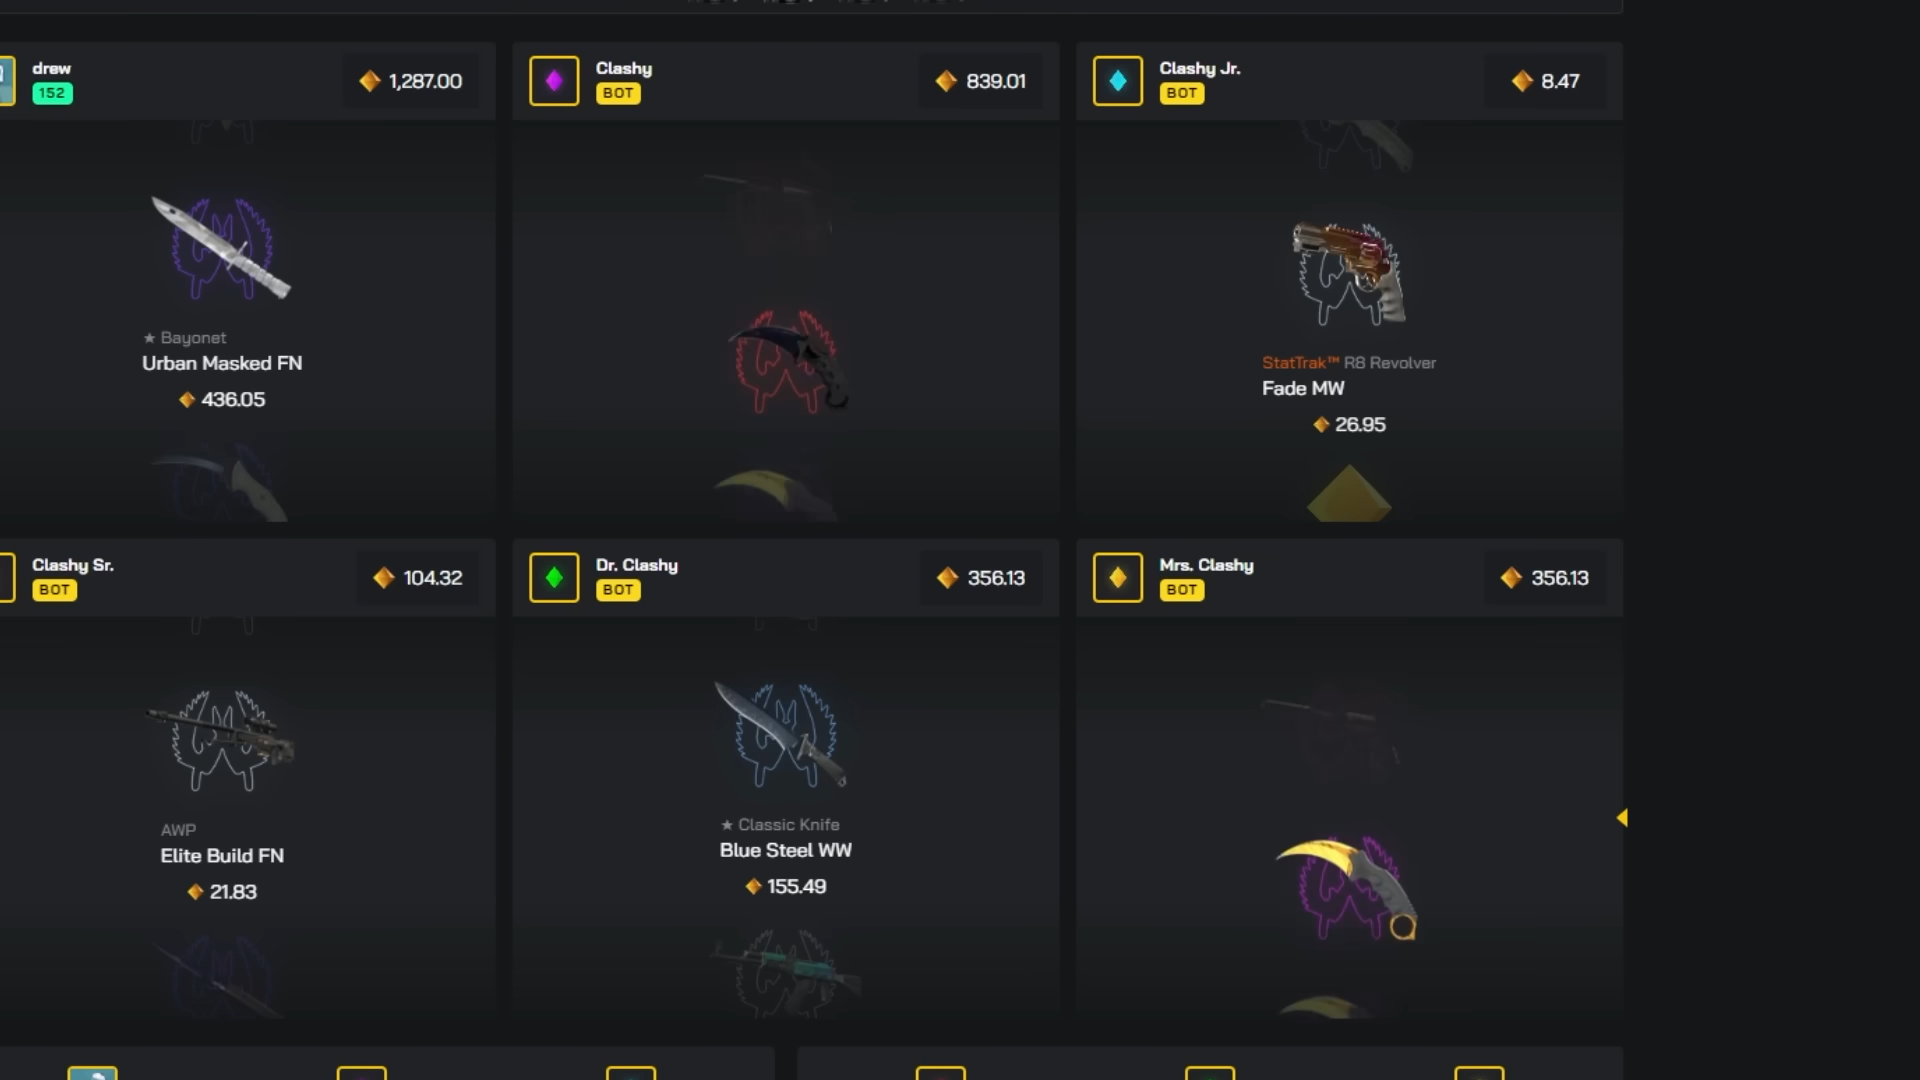 drew
152
1,287.00
Clashy
BOT
839.01
Clashy Jr.
BOT
8.47
★ Bayonet
Urban Masked FN
436.05
StatTrak™ R8 Revolver
Fade MW
26.95
Clashy Sr.
BOT
104.32
Dr. Clashy
BOT
356.13
Mrs. Clashy
BOT
356.13
AWP
Elite Build FN
21.83
★ Classic Knife
Blue Steel WW
155.49